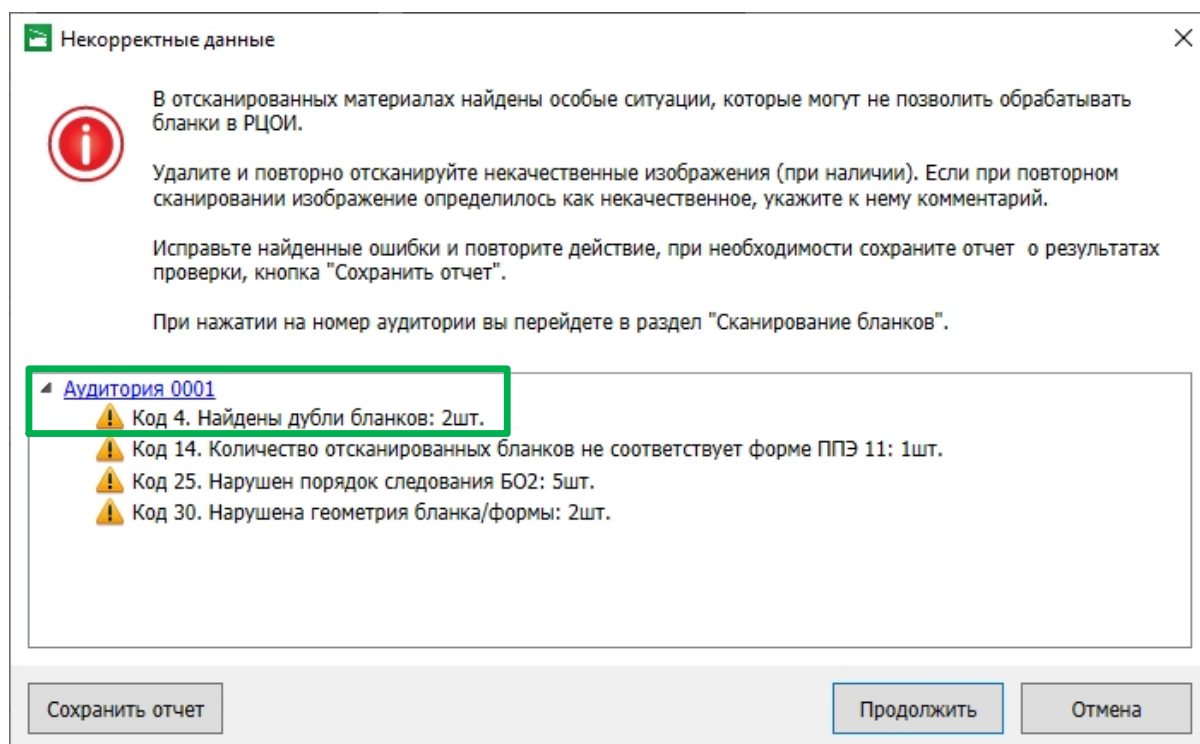 Некорректные данные
В отсканированных материалах найдены особые ситуации, которые могут не позволить обрабатывать
бланки в РЦОИ.
Удалите и повторно отсканируйте некачественные изображения (при наличии). Если при повторном
сканировании изображение определилось как некачественное, укажите к нему комментарий.
Исправьте найденные ошибки и повторите действие, при необходимости сохраните отчет  о результатах
проверки, кнопка "Сохранить отчет".
При нажатии на номер аудитории вы перейдете в раздел "Сканирование бланков".
Аудитория 0001
Код 4. Найдены дубли бланков: 2шт.
Код 14. Количество отсканированных бланков не соответствует форме ППЭ 11: 1шт.
Код 25. Нарушен порядок следования БО2: 5шт.
Код 30. Нарушена геометрия бланка/формы: 2шт.
Сохранить отчет
Продолжить
Отмена